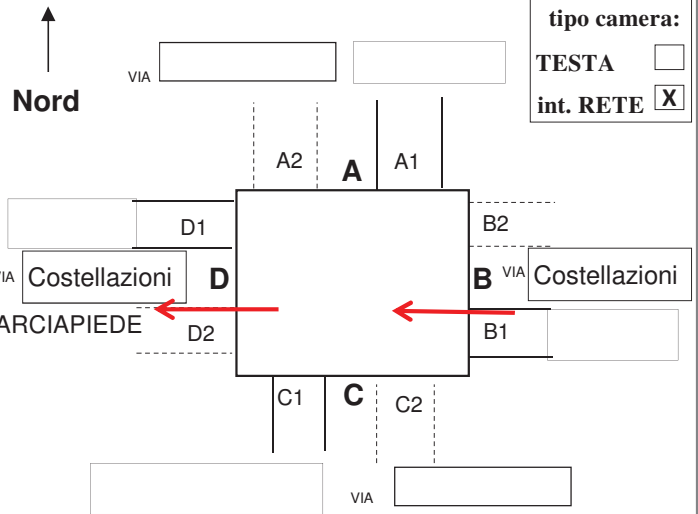 tipo camera:
TESTA
int. RETE X
Nord
VIA
A2 A A1
D1 B2
VIA Costellazioni D B VIA Costellazioni
ARCIAPIEDE D2 B1
C1 C C2
VIA